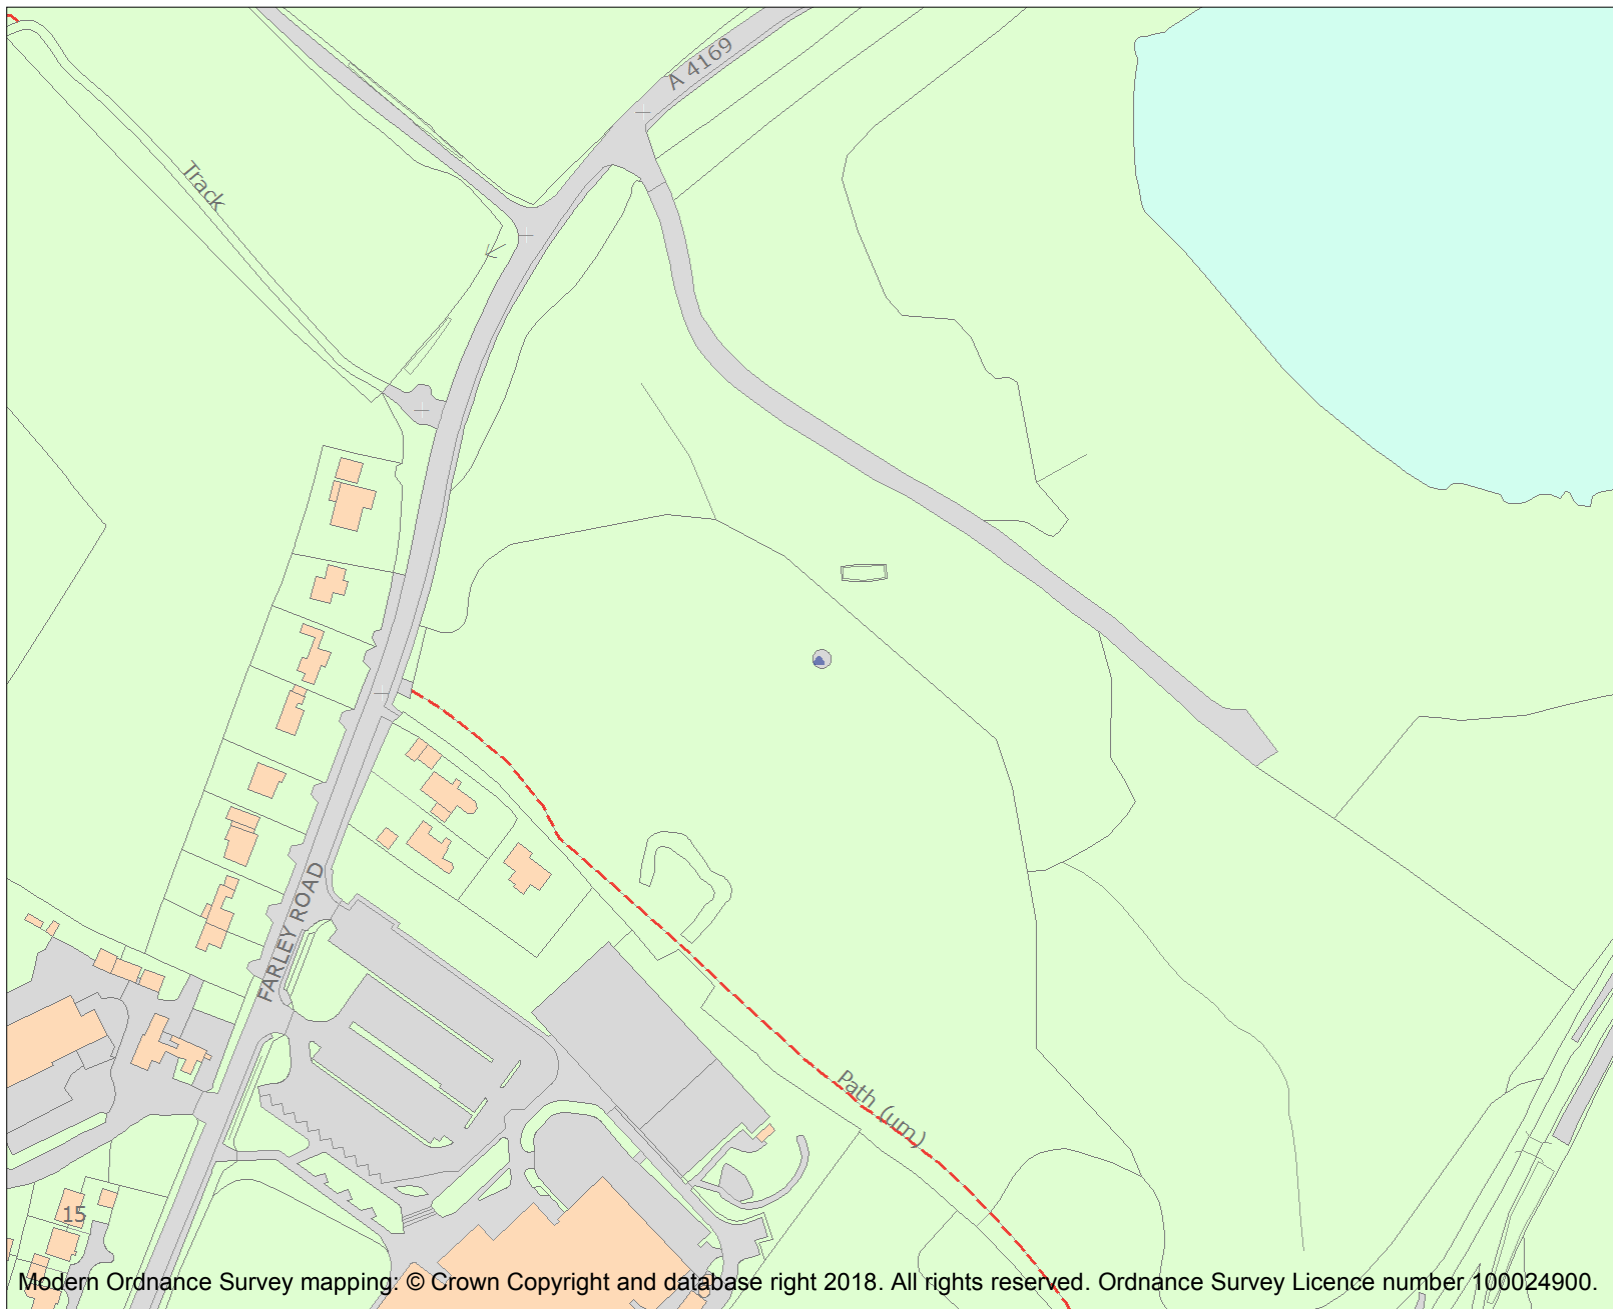 A 4169
Track
FARLEY ROAD
Path (um)
15
Modern Ordnance Survey mapping: © Crown Copyright and database right 2018. All rights reserved. Ordnance Survey Licence number 100024900.